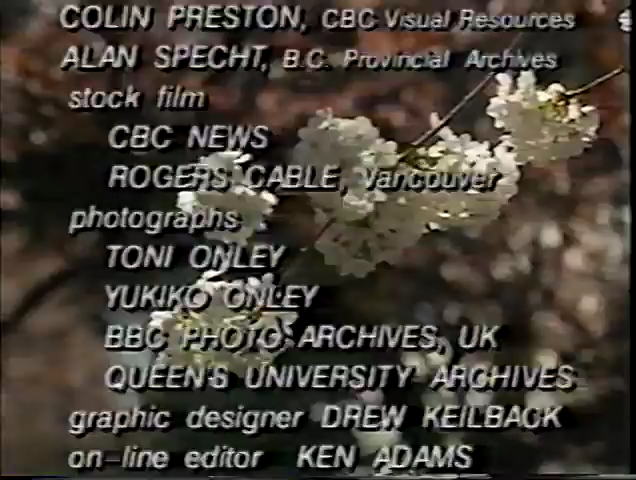 COLIN PRESTON, CBC Visual Resources
ALAN SPECHT, B.C. Provincial Archives
stock film
CBC NEWS
ROGERS CABLE, Vancouver
photographs
TONI ONLEY
YUKIKO ONLEY
BBC PHOTO ARCHIVES, UK
QUEEN'S UNIVERSITY ARCHIVES
graphic designer DREW KEILBACK
on-line editor KEN ADAMS